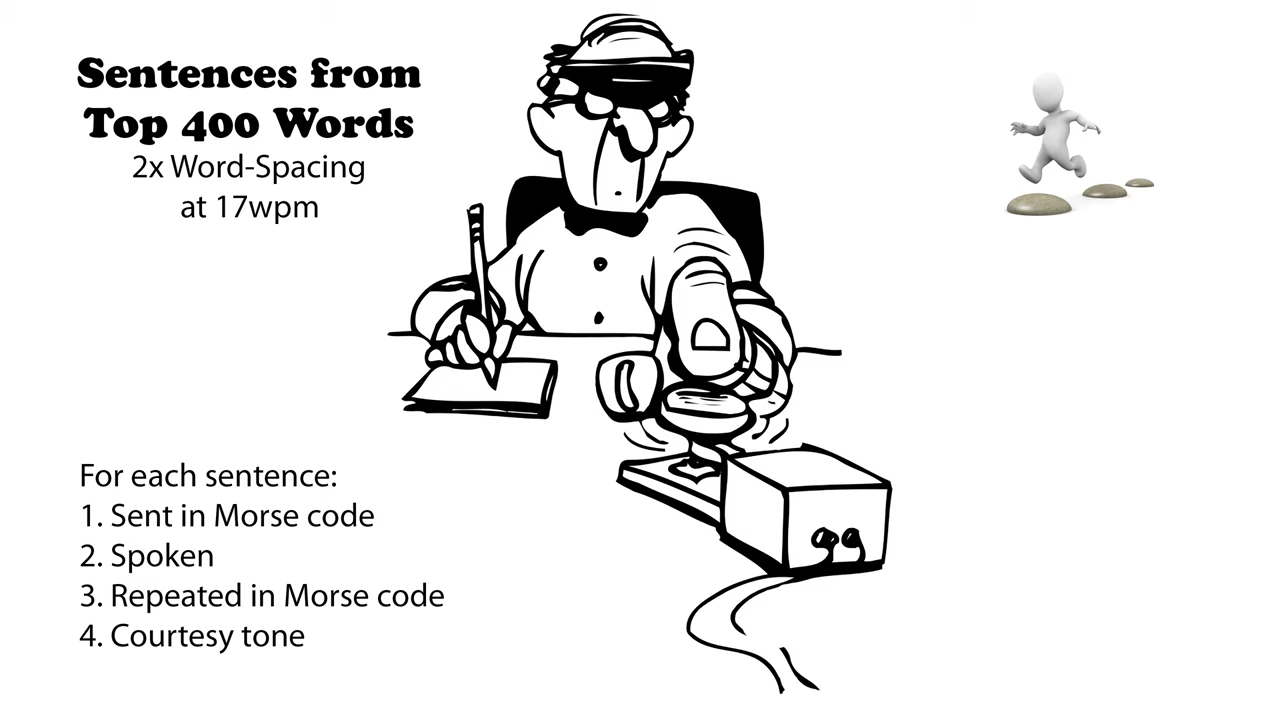 Sentences from
Top 400 Words
2x Word-Spacing
at 17wpm
For each sentence:
1. Sent in Morse code
2. Spoken
3. Repeated in Morse code
4. Courtesy tone